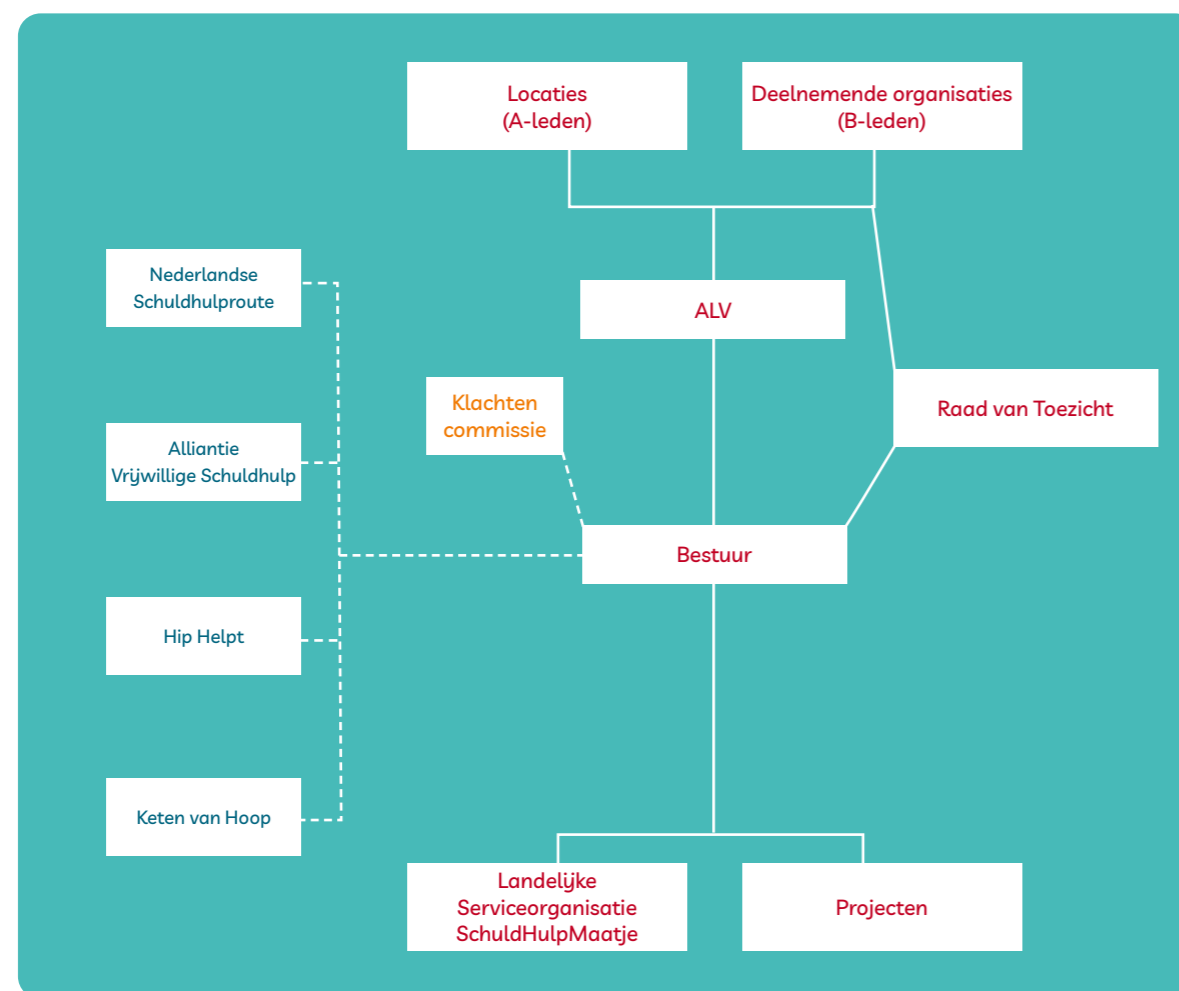 Locaties
(A-leden)
Deelnemende organisaties
(B-leden)
Nederlandse
Schuldhulproute
ALV
Klachten
commissie
Raad van Toezicht
Alliantie
Vrijwillige Schuldhulp
Bestuur
Hip Helpt
Keten van Hoop
Landelijke
Serviceorganisatie
SchuldHulpMaatje
Projecten